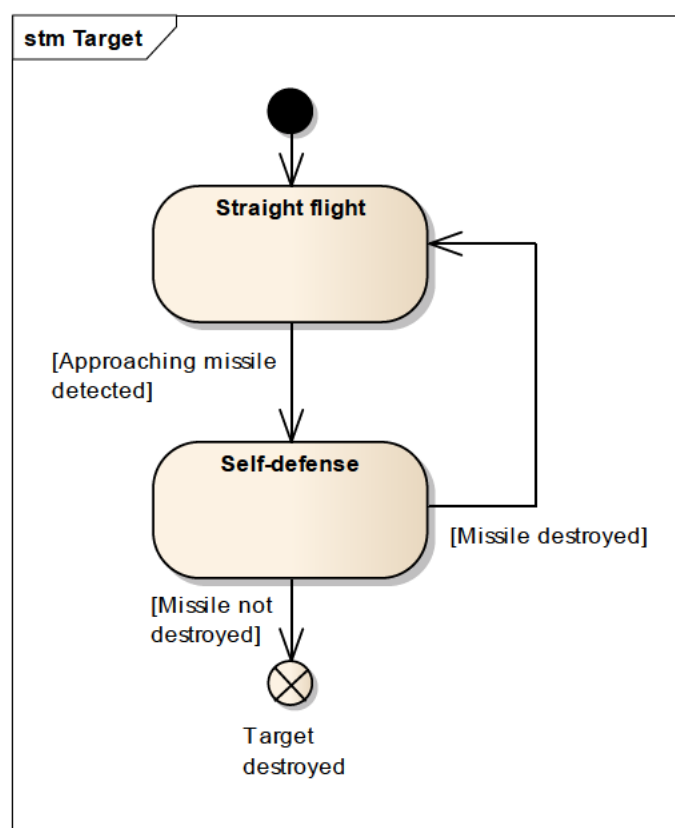 stm Target
Straight flight
[Approaching missile
detected]
Self-defense
[Missile destroyed]
[Missile not
destroyed]
Target
destroyed